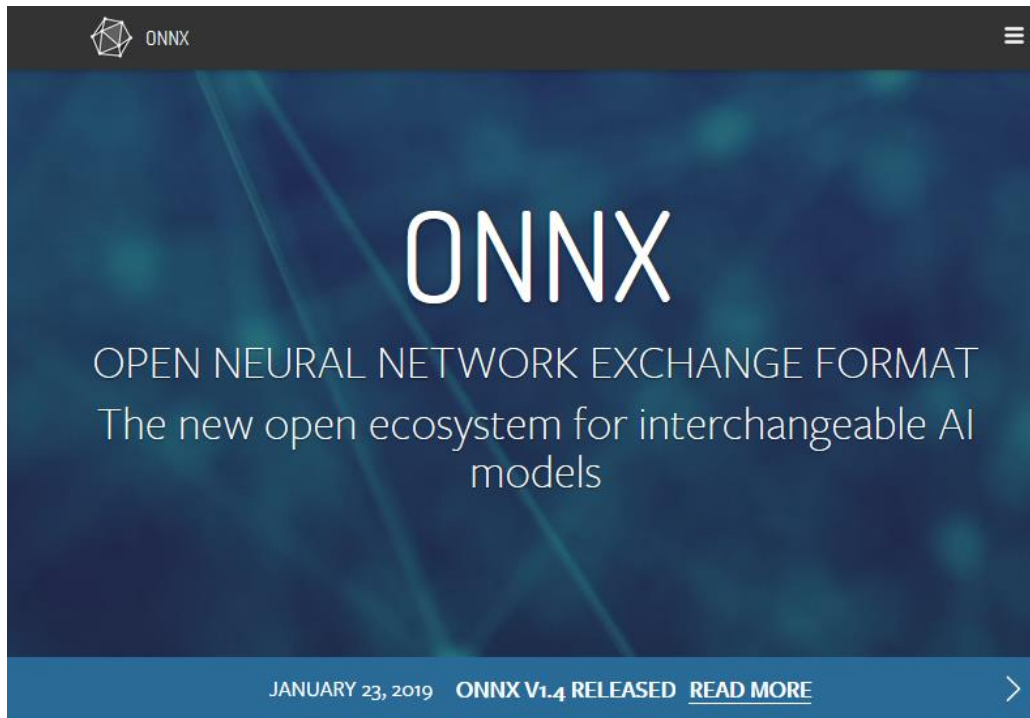 ONNX
ONNX
OPEN NEURAL NETWORK EXCHANGE FORMAT
The new open ecosystem for interchangeable AI
models
JANUARY 23, 2019 ONNX V1.4 RELEASED READ MORE